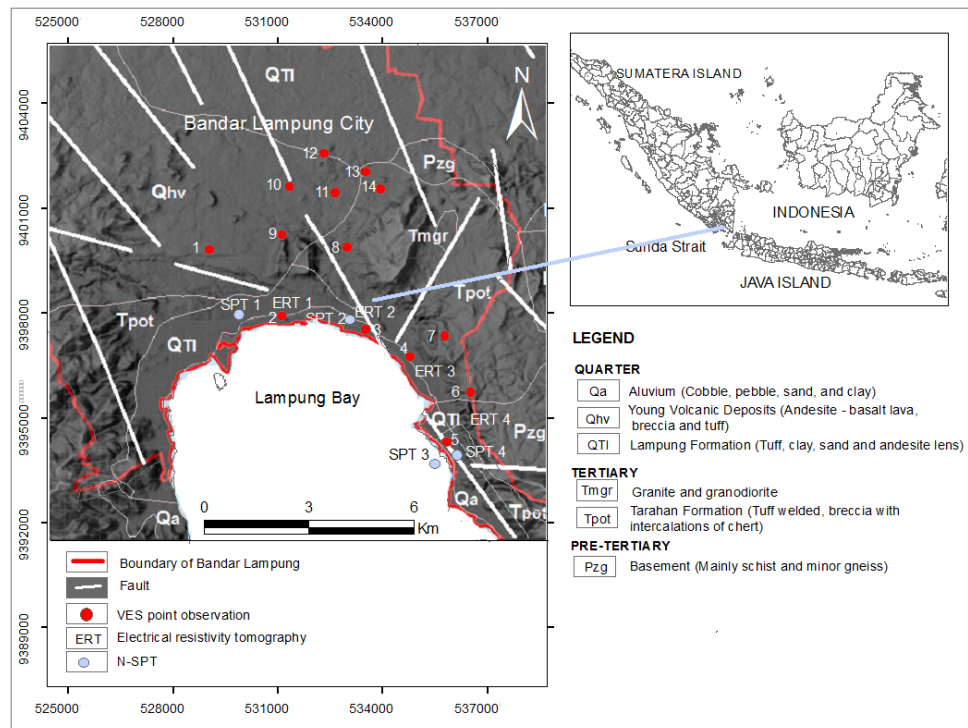 525000 528000 531000 534000 537000
9404000
9401000
9398000
9395000
9392000
9389000
QTl
N
Bandar Lampung City
12
Pzg
13
10
14
Qhv
11
9
Tmgr
1
8
SPT 1
ERT 1
Tpot
2
SPT 2
ERT 2
3
Tpot
QTl
7
4
ERT 3
Lampung Bay
6
QTl
ERT 4
Pzg
5
SPT 3
SPT 4
Qa
Qa
Tpot
0 3 6
Km
Boundary of Bandar Lampung
Fault
VES point observation
ERT Electrical resistivity tomography
N-SPT
525000 528000 531000 534000 537000
SUMATERA ISLAND
INDONESIA
Sunda Strait
JAVA ISLAND
LEGEND
QUARTER
Qa Aluvium (Cobble, pebble, sand, and clay)
Qhv Young Volcanic Deposits (Andesite - basalt lava,
breccia and tuff)
QTl Lampung Formation (Tuff, clay, sand and andesite lens)
TERTIARY
Tmgr Granite and granodiorite
Tpot Tarahan Formation (Tuff welded, breccia with
intercalations of chert)
PRE-TERTIARY
Pzg Basement (Mainly schist and minor gneiss)